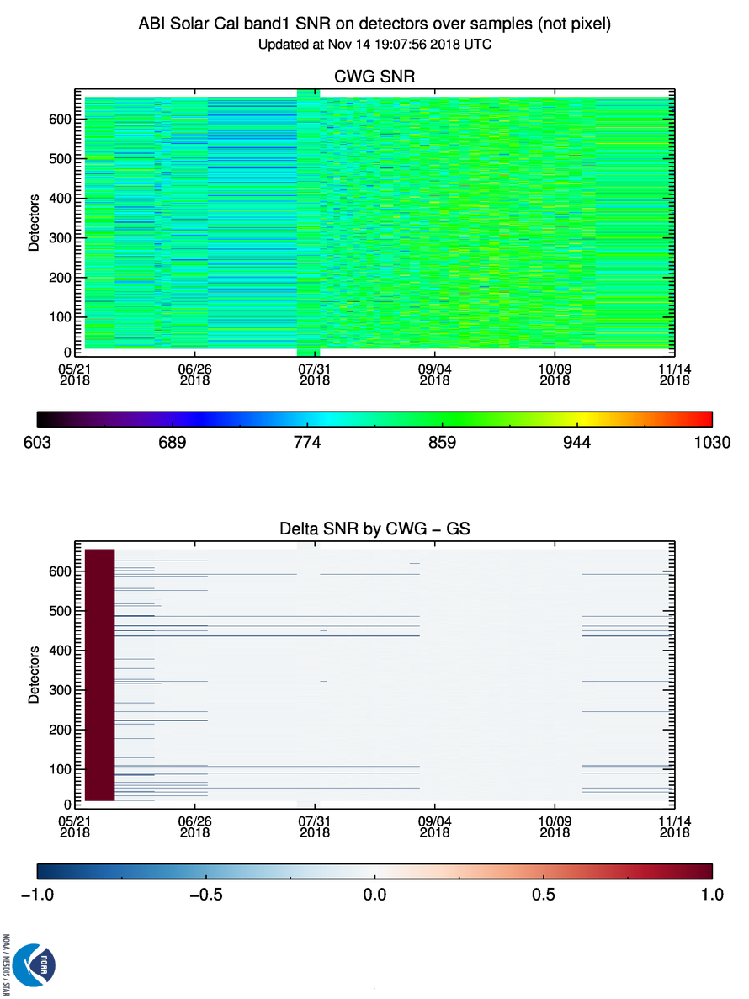 ABI Solar Cal band1 SNR on detectors over samples (not pixel)
Updated at Nov 14 19:07:56 2018 UTC
CWG SNR
Detectors
600
500
400
300
200
100
0
05/21 06/26 07/31 09/04 10/09 11/14
2018 2018 2018 2018 2018 2018
603 689 774 859 944 1030
Delta SNR by CWG − GS
Detectors
600
500
400
300
200
100
0
05/21 06/26 07/31 09/04 10/09 11/14
2018 2018 2018 2018 2018 2018
−1.0 −0.5 0.0 0.5 1.0
NOAA / NESDIS / STAR
NOAA